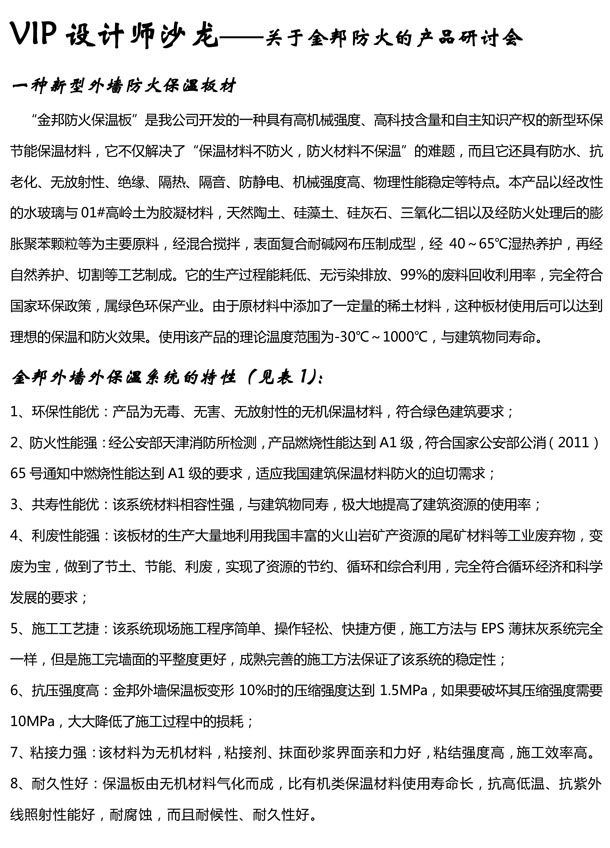 VIP 设计师沙龙——关于金邦防火的产品研讨会
一种新型外墙防火保温板材
“金邦防火保温板”是我公司开发的一种具有高机械强度、高科技含量和自主知识产权的新型环保
节能保温材料，它不仅解决了“保温材料不防火，防火材料不保温”的难题，而且它还具有防水、抗
老化、无放射性、绝缘、隔热、隔音、防静电、机械强度高、物理性能稳定等特点。本产品以经改性
的水玻璃与 01#高岭土为胶凝材料，天然陶土、硅藻土、硅灰石、三氧化二铝以及经防火处理后的膨
胀聚苯颗粒等为主要原料，经混合搅拌，表面复合耐碱网布压制成型，经 40～65℃湿热养护，再经
自然养护、切割等工艺制成。它的生产过程能耗低、无污染排放、99%的废料回收利用率，完全符合
国家环保政策，属绿色环保产业。由于原材料中添加了一定量的稀土材料，这种板材使用后可以达到
理想的保温和防火效果。使用该产品的理论温度范围为-30℃～1000℃，与建筑物同寿命。
金邦外墙外保温系统的特性（见表 1）：
1、环保性能优：产品为无毒、无害、无放射性的无机保温材料，符合绿色建筑要求；
2、防火性能强：经公安部天津消防所检测，产品燃烧性能达到 A1 级，符合国家公安部公消（2011）
65 号通知中燃烧性能达到 A1 级的要求，适应我国建筑保温材料防火的迫切需求；
3、共寿性能优：该系统材料相容性强，与建筑物同寿，极大地提高了建筑资源的使用率；
4、利废性能强：该板材的生产大量地利用我国丰富的火山岩矿产资源的尾矿材料等工业废弃物，变
废为宝，做到了节土、节能、利废，实现了资源的节约、循环和综合利用，完全符合循环经济和科学
发展的要求；
5、施工工艺捷：该系统现场施工程序简单、操作轻松、快捷方便，施工方法与 EPS 薄抹灰系统完全
一样，但是施工完墙面的平整度更好，成熟完善的施工方法保证了该系统的稳定性；
6、抗压强度高：金邦外墙保温板变形 10%时的压缩强度达到 1.5MPa，如果要破坏其压缩强度需要
10MPa，大大降低了施工过程中的损耗；
7、粘接力强：该材料为无机材料，粘接剂、抹面砂浆界面亲和力好，粘结强度高，施工效率高。
8、耐久性好：保温板由无机材料气化而成，比有机类保温材料使用寿命长，抗高低温、抗紫外
线照射性能好，耐腐蚀，而且耐候性、耐久性好。